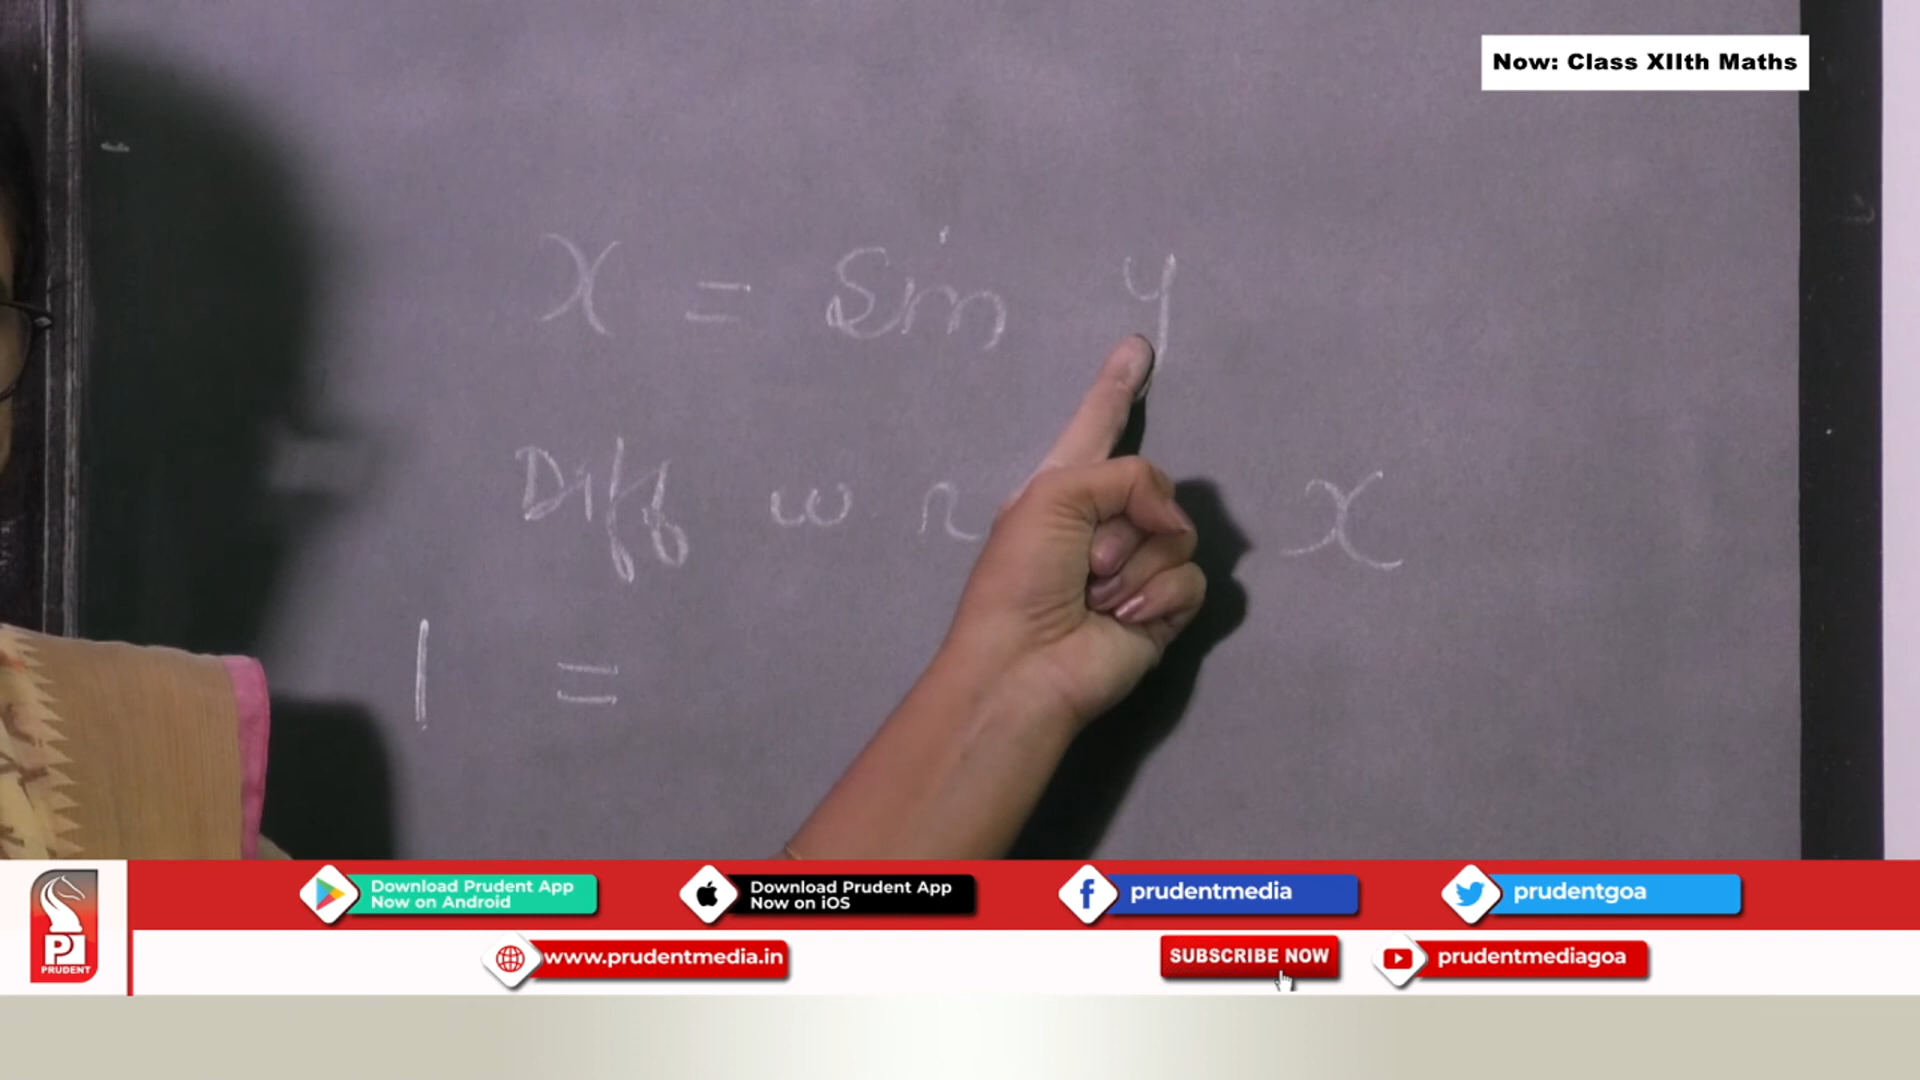 Now: Class XIIth Maths
x = Sin y
Diff w r x
1 =
Download Prudent App
Now on Android
Download Prudent App
Now on iOS
prudentmedia
prudentgoa
PRUDENT
www.prudentmedia.in
SUBSCRIBE NOW
prudentmediagoa